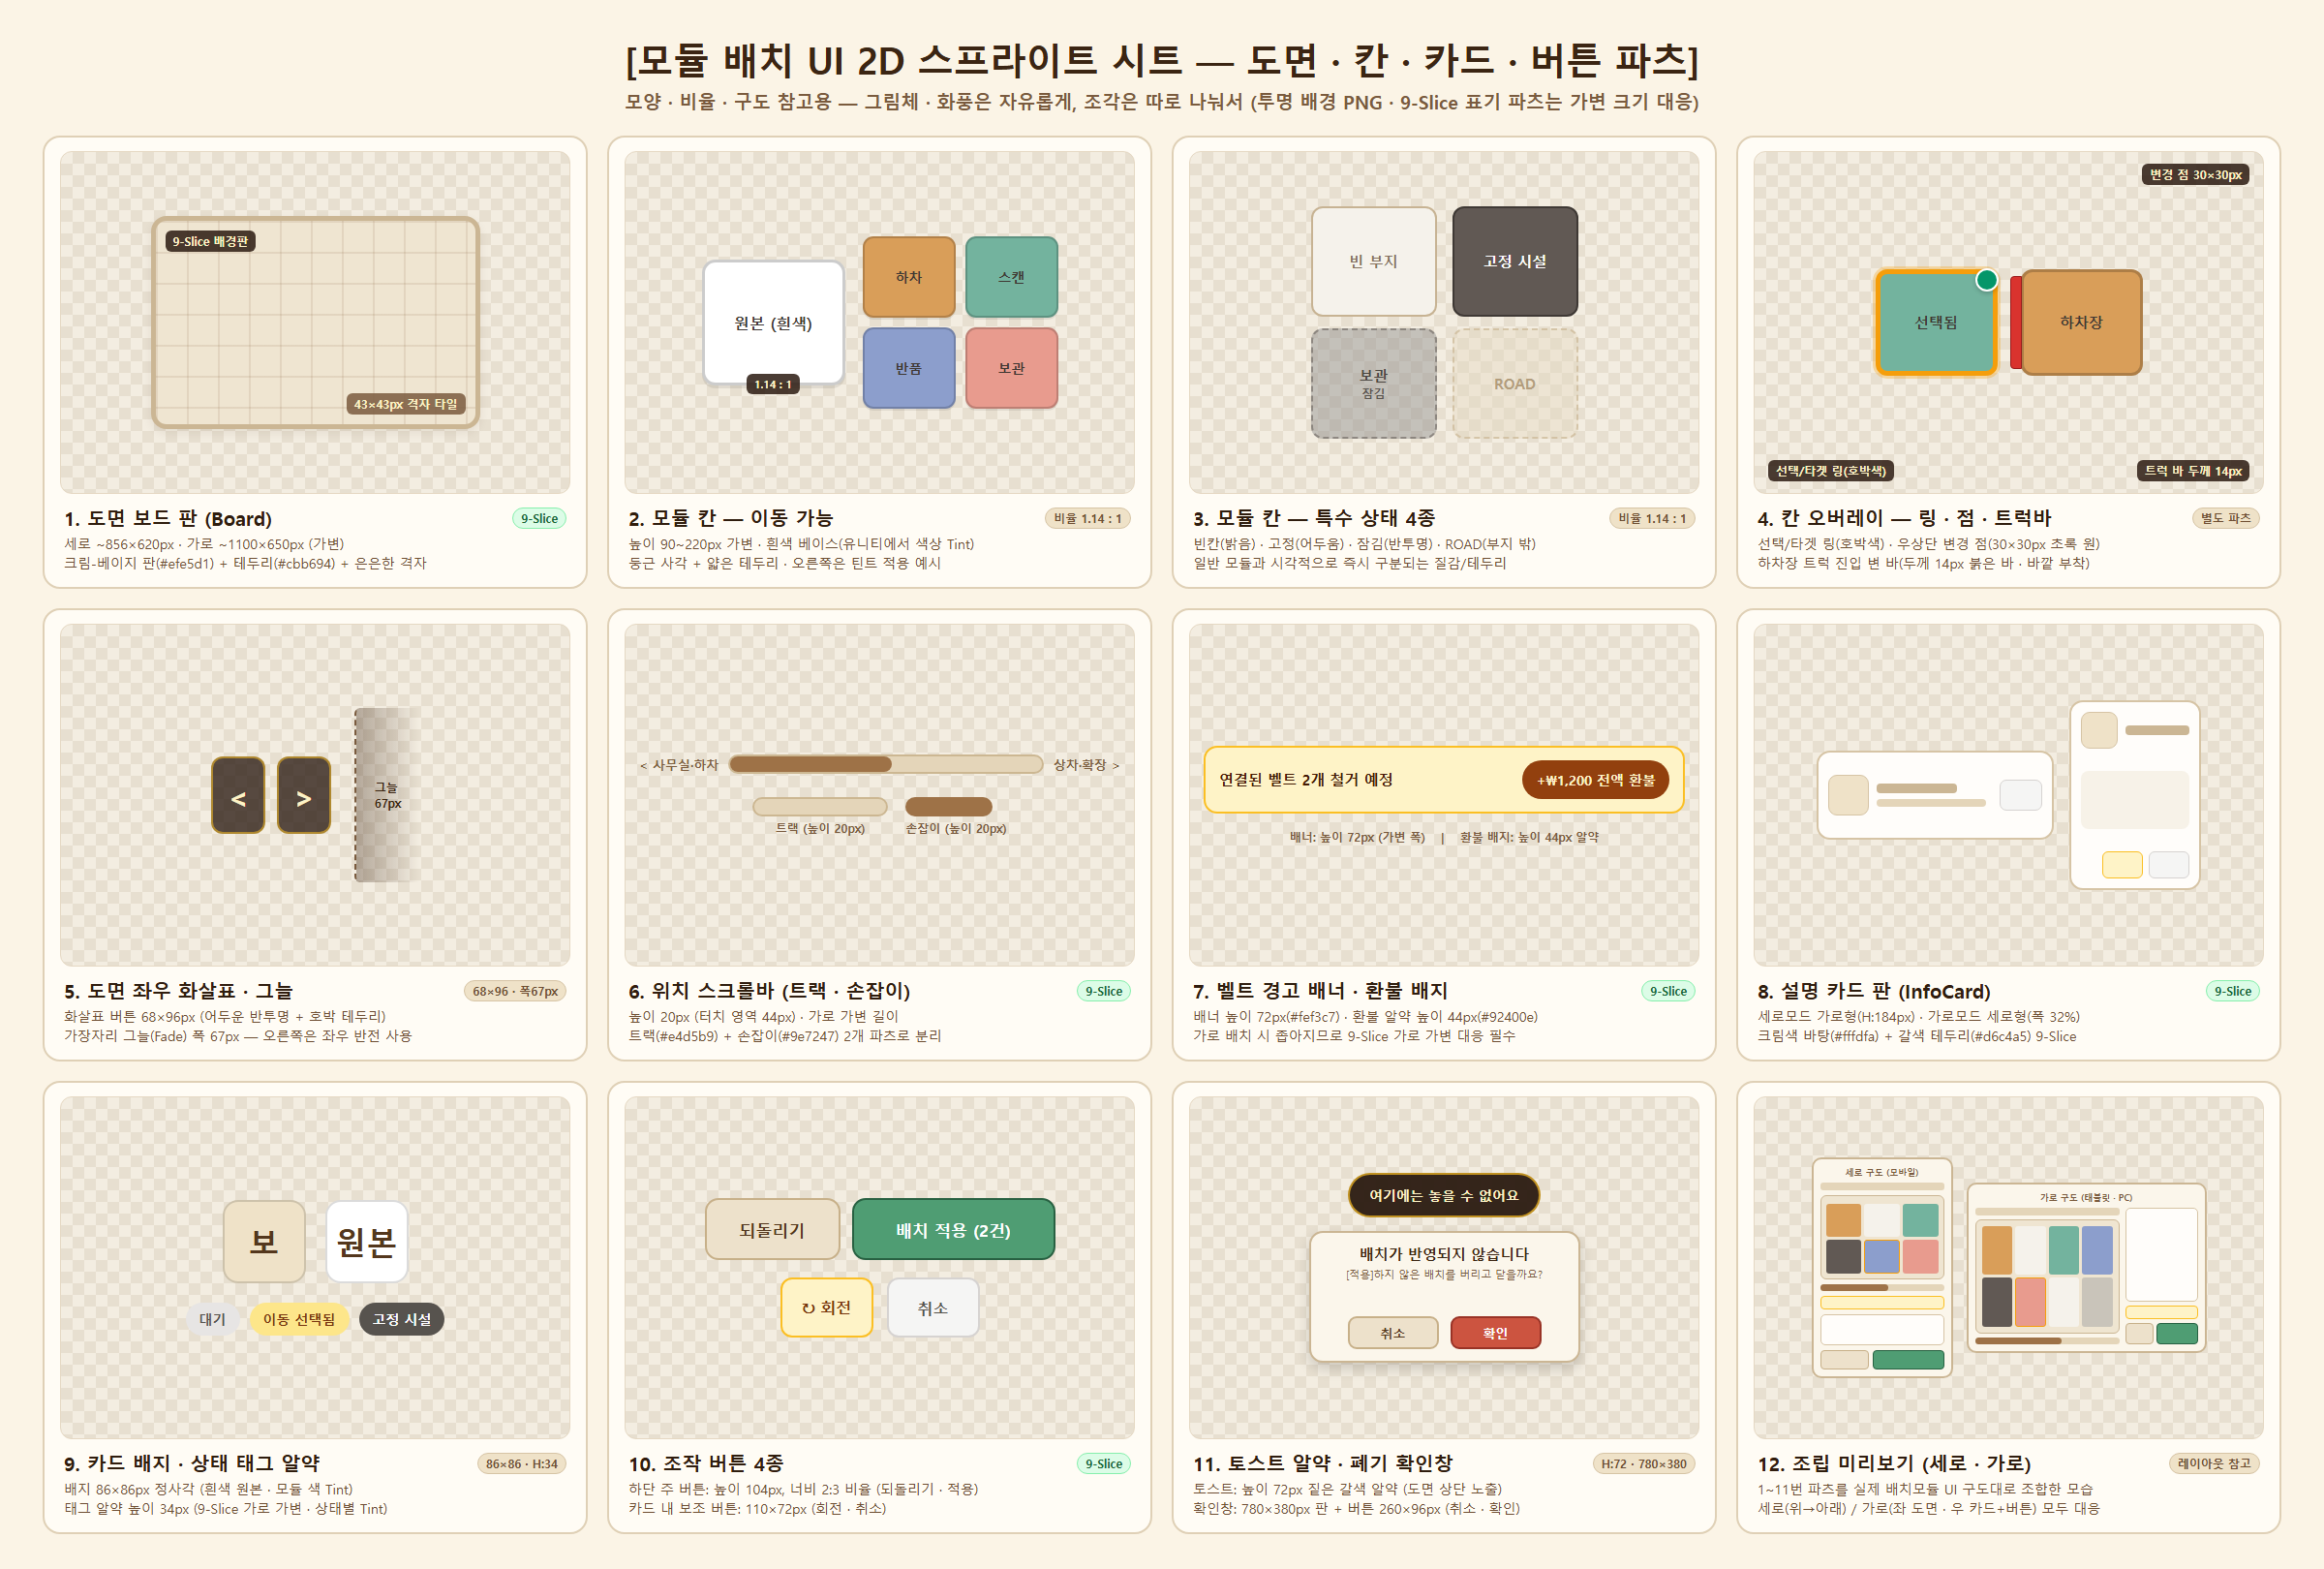 [모듈 배치 UI 2D 스프라이트 시트 — 도면 · 칸 · 카드 · 버튼 파츠]
모양 · 비율 · 구도 참고용 — 그림체 · 화풍은 자유롭게, 조각은 따로 나눠서 (투명 배경 PNG · 9-Slice 표기 파츠는 가변 크기 대응)
9-Slice 배경판
43×43px 격자 타일
1. 도면 보드 판 (Board)
9-Slice
세로 ~856×620px · 가로 ~1100×650px (가변)
크림-베이지 판(#efe5d1) + 테두리(#cbb694) + 은은한 격자
원본 (흰색)
1.14 : 1
하차
스캔
반품
보관
2. 모듈 칸 — 이동 가능
비율 1.14 : 1
높이 90~220px 가변 · 흰색 베이스(유니티에서 색상 Tint)
둥근 사각 + 얇은 테두리 · 오른쪽은 틴트 적용 예시
빈 부지
고정 시설
보관
잠김
ROAD
3. 모듈 칸 — 특수 상태 4종
비율 1.14 : 1
빈칸(밝음) · 고정(어두움) · 잠김(반투명) · ROAD(부지 밖)
일반 모듈과 시각적으로 즉시 구분되는 질감/테두리
변경 점 30×30px
선택됨
하차장
선택/타겟 링(호박색)
트럭 바 두께 14px
4. 칸 오버레이 — 링 · 점 · 트럭바
별도 파츠
선택/타겟 링(호박색) · 우상단 변경 점(30×30px 초록 원)
하차장 트럭 진입 변 바(두께 14px 붉은 바 · 바깥 부착)
<
>
그늘
67px
5. 도면 좌우 화살표 · 그늘
68×96 · 폭67px
화살표 버튼 68×96px (어두운 반투명 + 호박 테두리)
가장자리 그늘(Fade) 폭 67px — 오른쪽은 좌우 반전 사용
< 사무실·하차
상차·확장 >
트랙 (높이 20px)
손잡이 (높이 20px)
6. 위치 스크롤바 (트랙 · 손잡이)
9-Slice
높이 20px (터치 영역 44px) · 가로 가변 길이
트랙(#e4d5b9) + 손잡이(#9e7247) 2개 파츠로 분리
연결된 벨트 2개 철거 예정
+₩1,200 전액 환불
배너: 높이 72px (가변 폭) | 환불 배지: 높이 44px 알약
7. 벨트 경고 배너 · 환불 배지
9-Slice
배너 높이 72px(#fef3c7) · 환불 알약 높이 44px(#92400e)
가로 배치 시 좁아지므로 9-Slice 가로 가변 대응 필수
8. 설명 카드 판 (InfoCard)
9-Slice
세로모드 가로형(H:184px) · 가로모드 세로형(폭 32%)
크림색 바탕(#fffdfa) + 갈색 테두리(#d6c4a5) 9-Slice
보
원본
대기
이동 선택됨
고정 시설
9. 카드 배지 · 상태 태그 알약
86×86 · H:34
배지 86×86px 정사각 (흰색 원본 · 모듈 색 Tint)
태그 알약 높이 34px (9-Slice 가로 가변 · 상태별 Tint)
되돌리기
배치 적용 (2건)
↻ 회전
취소
10. 조작 버튼 4종
9-Slice
하단 주 버튼: 높이 104px, 너비 2:3 비율 (되돌리기 · 적용)
카드 내 보조 버튼: 110×72px (회전 · 취소)
여기에는 놓을 수 없어요
배치가 반영되지 않습니다
[적용]하지 않은 배치를 버리고 닫을까요?
취소
확인
11. 토스트 알약 · 폐기 확인창
H:72 · 780×380
토스트: 높이 72px 짙은 갈색 알약 (도면 상단 노출)
확인창: 780×380px 판 + 버튼 260×96px (취소 · 확인)
세로 구도 (모바일)
가로 구도 (태블릿 · PC)
12. 조립 미리보기 (세로 · 가로)
레이아웃 참고
1~11번 파츠를 실제 배치모듈 UI 구도대로 조합한 모습
세로(위→아래) / 가로(좌 도면 · 우 카드+버튼) 모두 대응